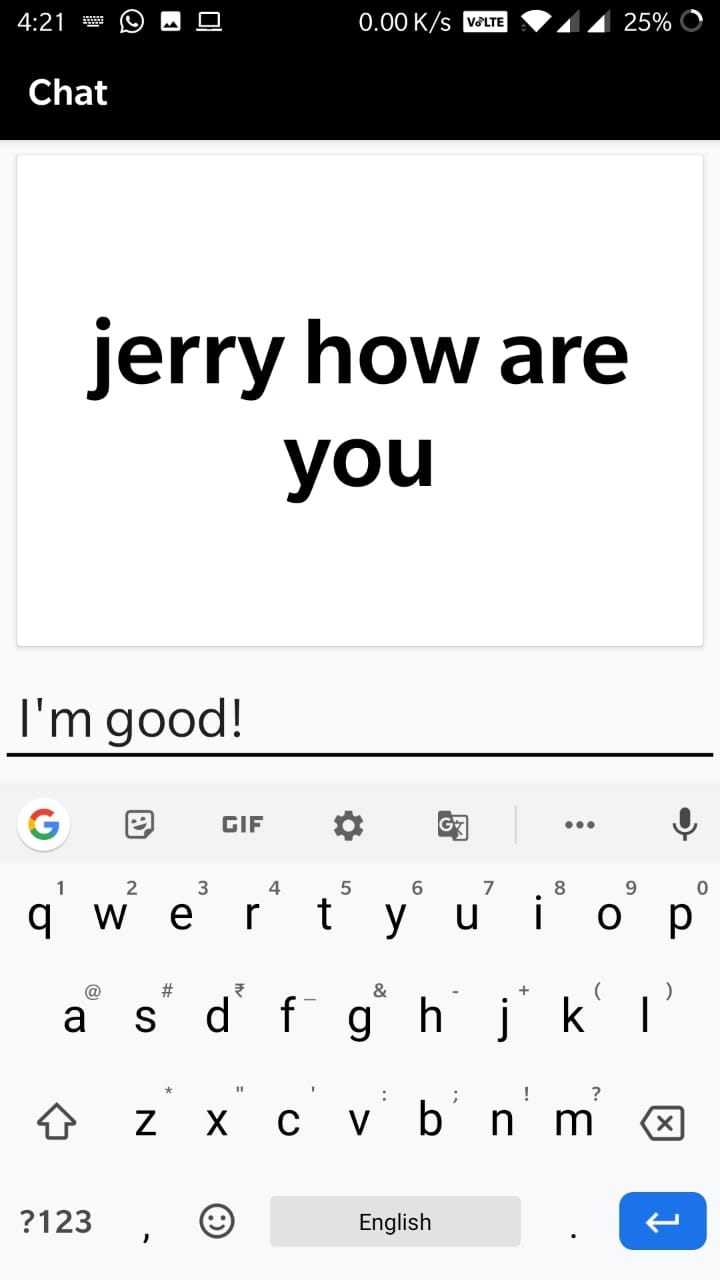 4:21 0.00 K/s VoLTE 25%
Chat
jerry how are
you
I'm good!
G GIF G
1 2 3 4 5 6 7 8 9 0
q w e r t y u i o p
@ # ₹ _ & - + ( )
a s d f g h j k l
* " ' : ; ! ?
z x c v b n m
?123 , English .